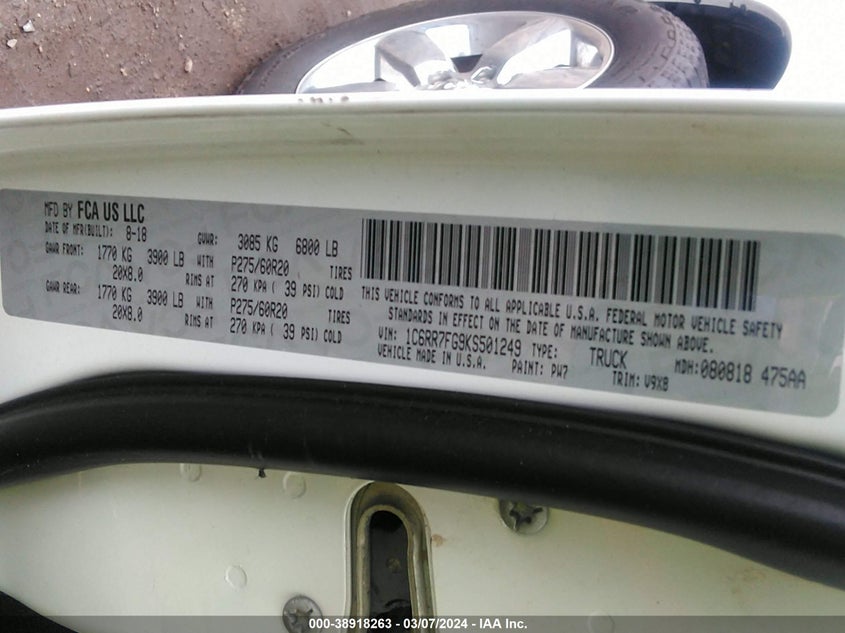 MFD BY FCA US LLC
DATE OF MFR(BUILT): 8-18 GVWR: 3085 KG 6800 LB
GAWR FRONT: 1770 KG 3900 LB WITH P275/60R20 TIRES
20X8.0 RIMS AT 270 KPA ( 39 PSI) COLD
GAWR REAR: 1770 KG 3900 LB WITH P275/60R20 TIRES
20X8.0 RIMS AT 270 KPA ( 39 PSI) COLD
THIS VEHICLE CONFORMS TO ALL APPLICABLE U.S.A. FEDERAL MOTOR VEHICLE SAFETY
STANDARDS IN EFFECT ON THE DATE OF MANUFACTURE SHOWN ABOVE.
VIN: 1C6RR7FG9KS501249 TYPE: TRUCK MDH: 080818 475AA
VEHICLE MADE IN U.S.A. PAINT: PW7 TRIM: V9X8
000-38918263 - 03/07/2024 - IAA Inc.